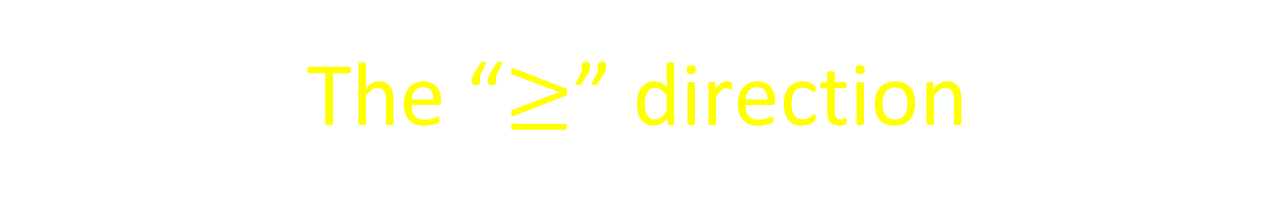 The “≥” direction